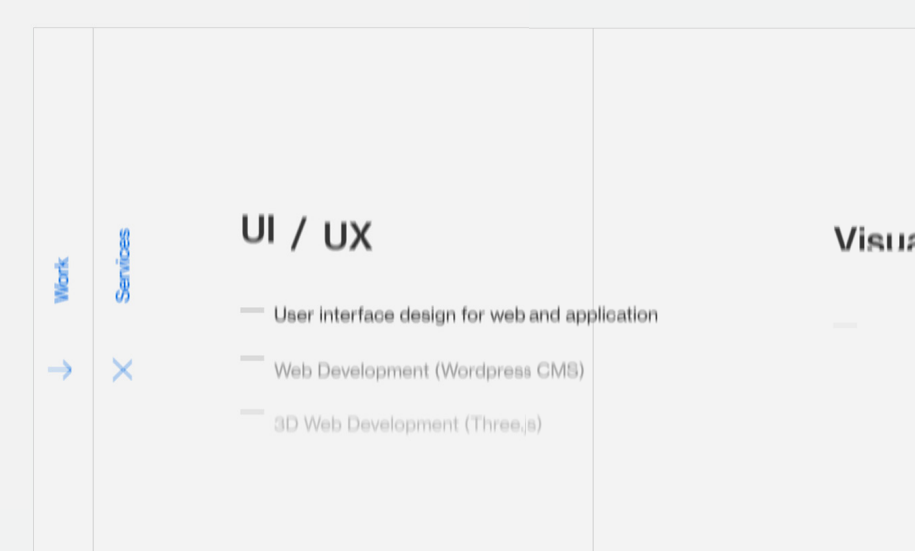 Work
Services
UI / UX
User interface design for web and application
Web Development (Wordpress CMS)
3D Web Development (Three.js)